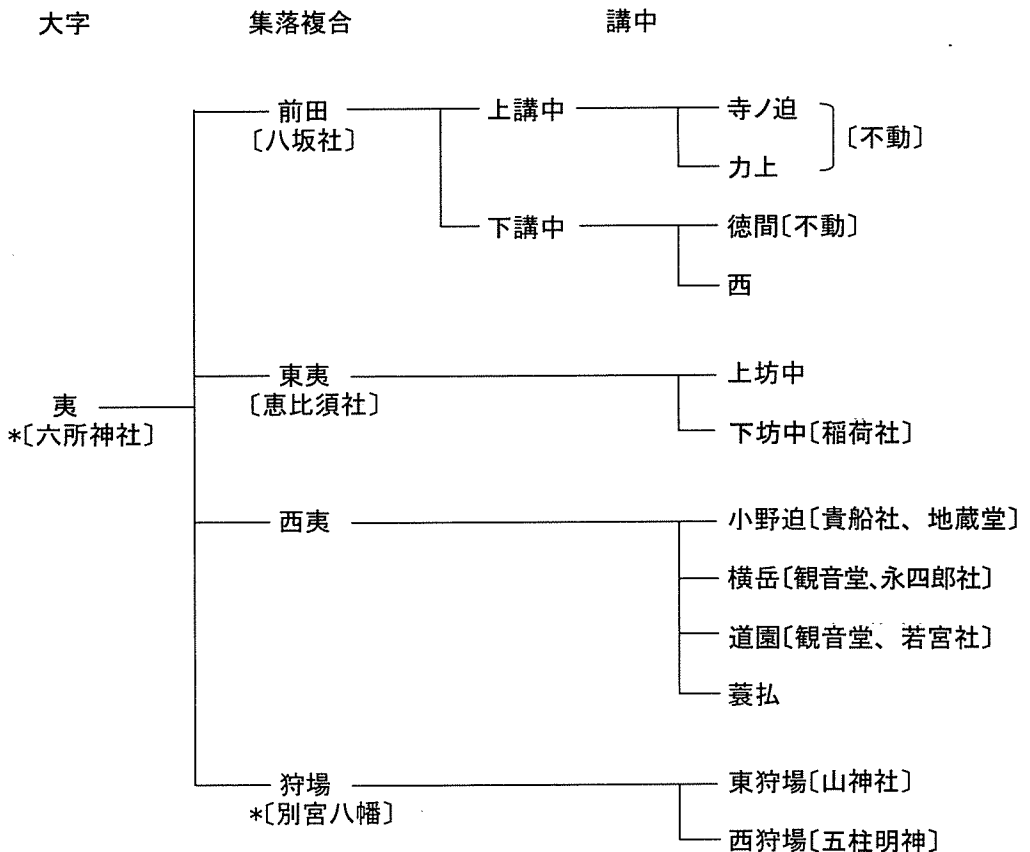 大字 集落複合 講中
前田 上講中 寺ノ迫
〔八坂社〕 〔不動〕
力上
下講中 徳間〔不動〕
西
東夷 上坊中
〔恵比須社〕
夷
*〔六所神社〕 下坊中〔稲荷社〕
西夷 小野迫〔貴船社、地蔵堂〕
横岳〔観音堂、永四郎社〕
道園〔観音堂、若宮社〕
蓑払
狩場 東狩場〔山神社〕
*〔別宮八幡〕
西狩場〔五柱明神〕